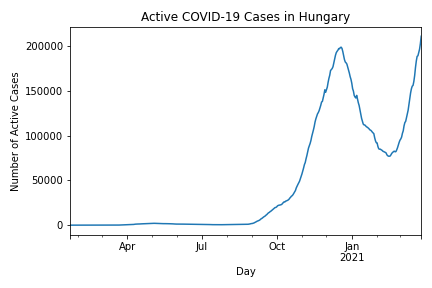 Active COVID-19 Cases in Hungary
Number of Active Cases
200000
150000
100000
50000
0
Apr
Jul
Oct
Jan
2021
Day